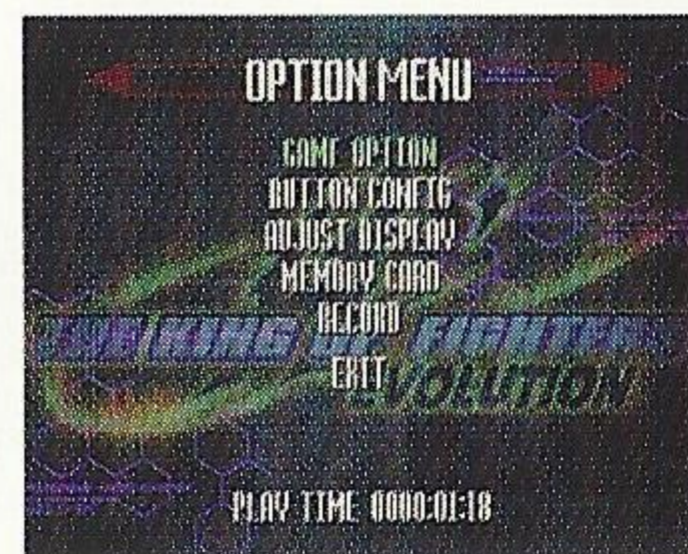 OPTION MENU
GAME OPTION
BUTTON CONFIG
ADJUST DISPLAY
MEMORY CARD
RECORD
THE KING OF FIGHTERS
EXIT
EVOLUTION
PLAY TIME 0000:01:18